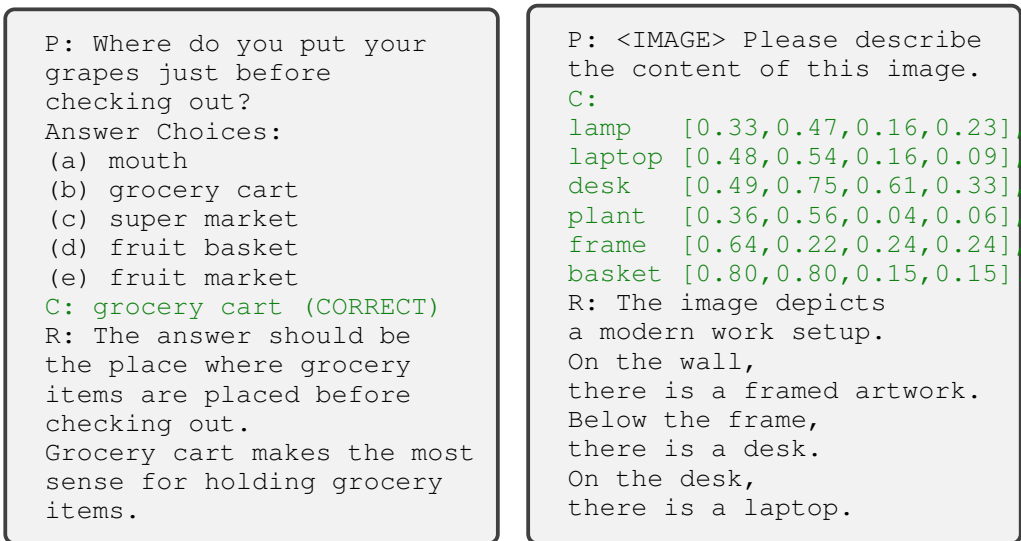 P: Where do you put your
grapes just before
checking out?
Answer Choices:
(a) mouth
(b) grocery cart
(c) super market
(d) fruit basket
(e) fruit market
C: grocery cart (CORRECT)
R: The answer should be
the place where grocery
items are placed before
checking out.
Grocery cart makes the most
sense for holding grocery
items.
P: <IMAGE> Please describe
the content of this image.
C:
lamp [0.33,0.47,0.16,0.23],
laptop [0.48,0.54,0.16,0.09],
desk [0.49,0.75,0.61,0.33],
plant [0.36,0.56,0.04,0.06],
frame [0.64,0.22,0.24,0.24],
basket [0.80,0.80,0.15,0.15]
R: The image depicts
a modern work setup.
On the wall,
there is a framed artwork.
Below the frame,
there is a desk.
On the desk,
there is a laptop.